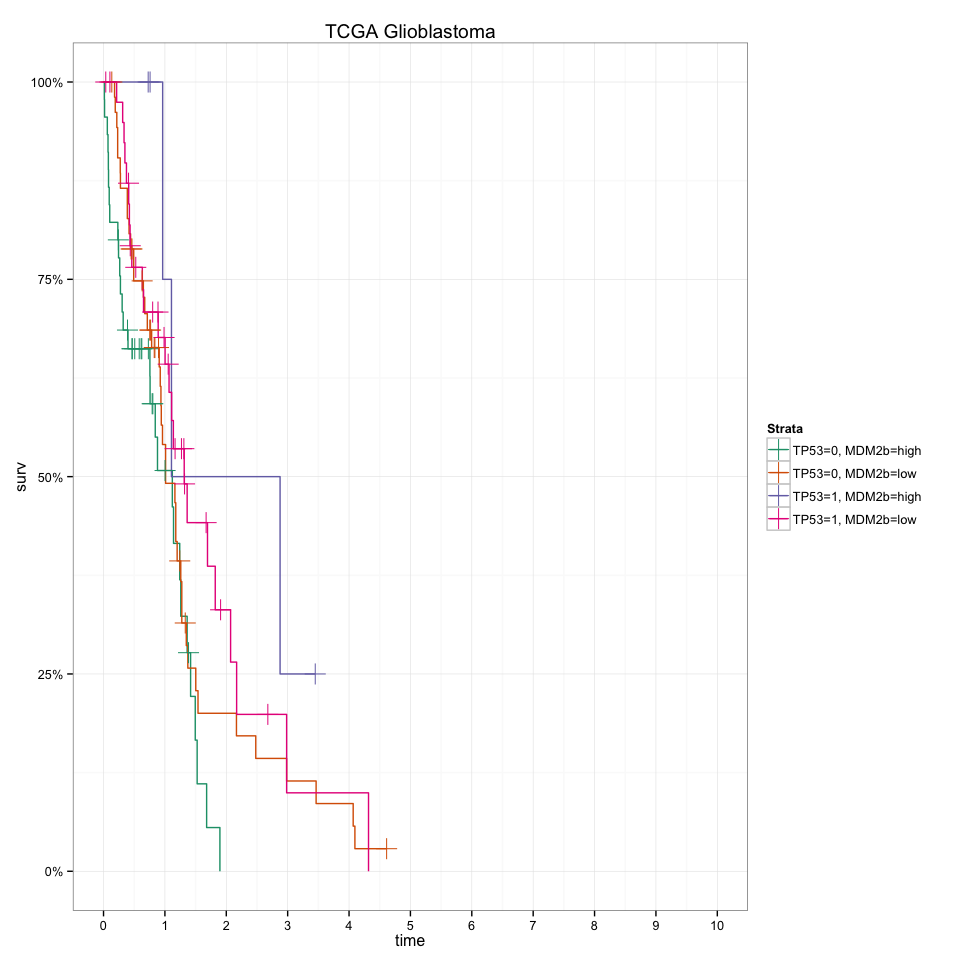 TCGA Glioblastoma
100%
75%
50%
25%
0%
surv
0 1 2 3 4 5 6 7 8 9 10
time
Strata
TP53=0, MDM2b=high
TP53=0, MDM2b=low
TP53=1, MDM2b=high
TP53=1, MDM2b=low